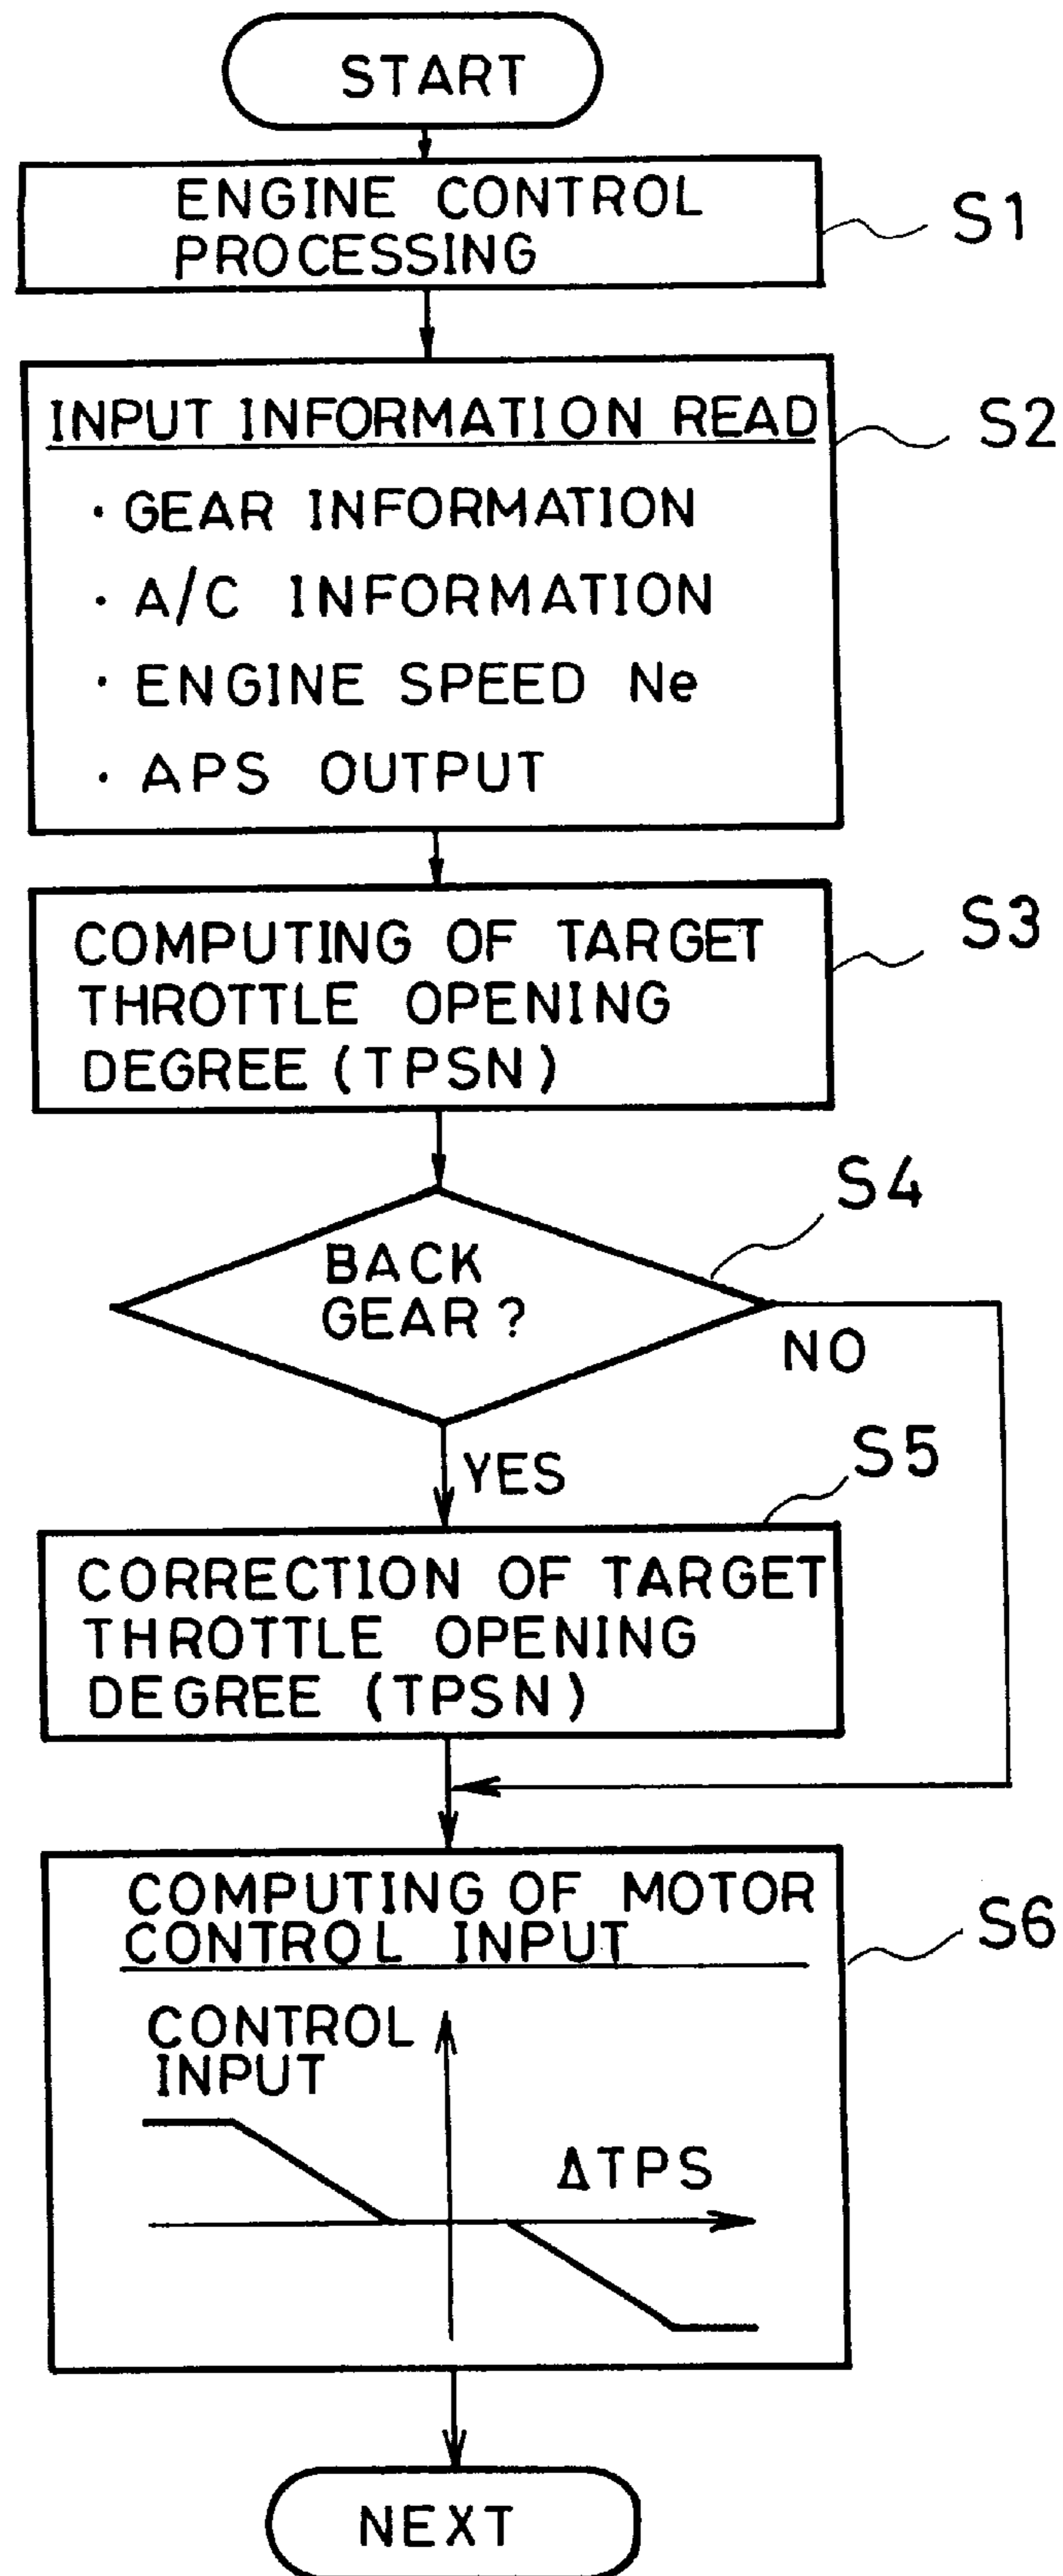 START
ENGINE CONTROL
PROCESSING
S1
INPUT INFORMATION READ
S2
· GEAR INFORMATION
· A/C INFORMATION
· ENGINE SPEED Ne
· APS OUTPUT
COMPUTING OF TARGET
THROTTLE OPENING
DEGREE (TPSN)
S3
BACK
GEAR?
S4
NO
YES
S5
CORRECTION OF TARGET
THROTTLE OPENING
DEGREE (TPSN)
COMPUTING OF MOTOR
CONTROL INPUT
S6
CONTROL
INPUT
ΔTPS
NEXT